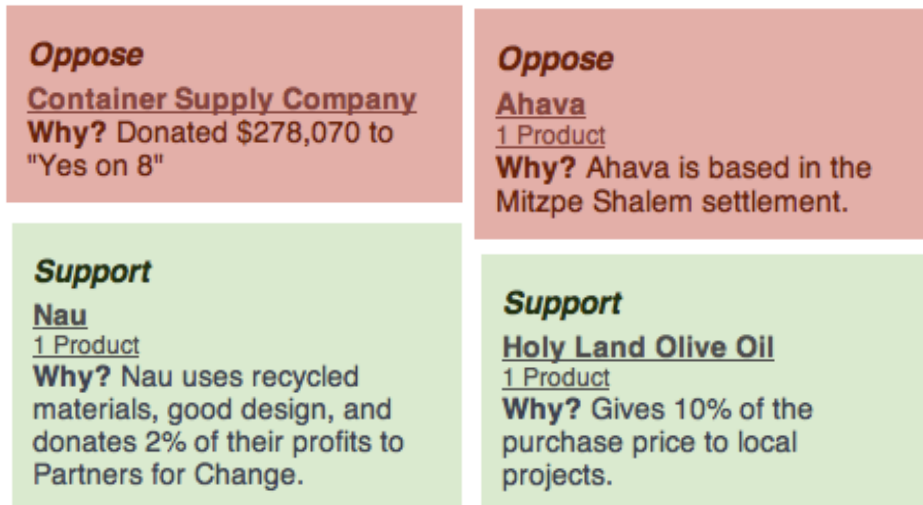 Oppose
Container Supply Company
Why? Donated $278,070 to
"Yes on 8"
Oppose
Ahava
1 Product
Why? Ahava is based in the
Mitzpe Shalem settlement.
Support
Nau
1 Product
Why? Nau uses recycled
materials, good design, and
donates 2% of their profits to
Partners for Change.
Support
Holy Land Olive Oil
1 Product
Why? Gives 10% of the
purchase price to local
projects.